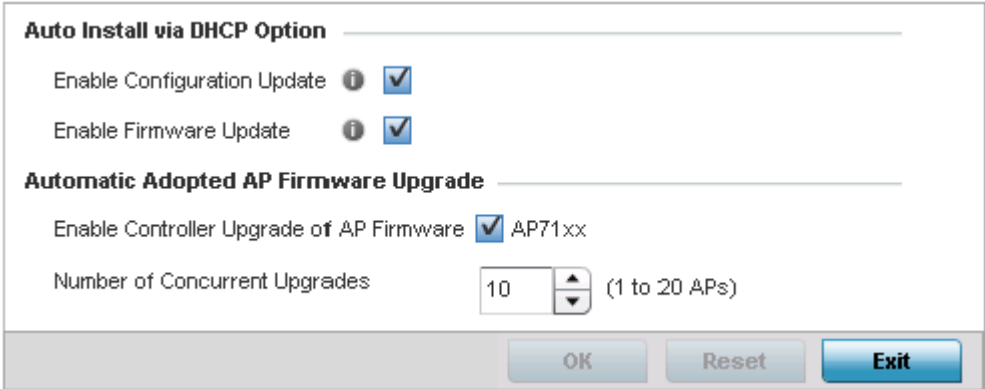 Auto Install via DHCP Option
Enable Configuration Update
Enable Firmware Update
Automatic Adopted AP Firmware Upgrade
Enable Controller Upgrade of AP Firmware AP71xx
Number of Concurrent Upgrades 10 (1 to 20 APs)
OK Reset Exit